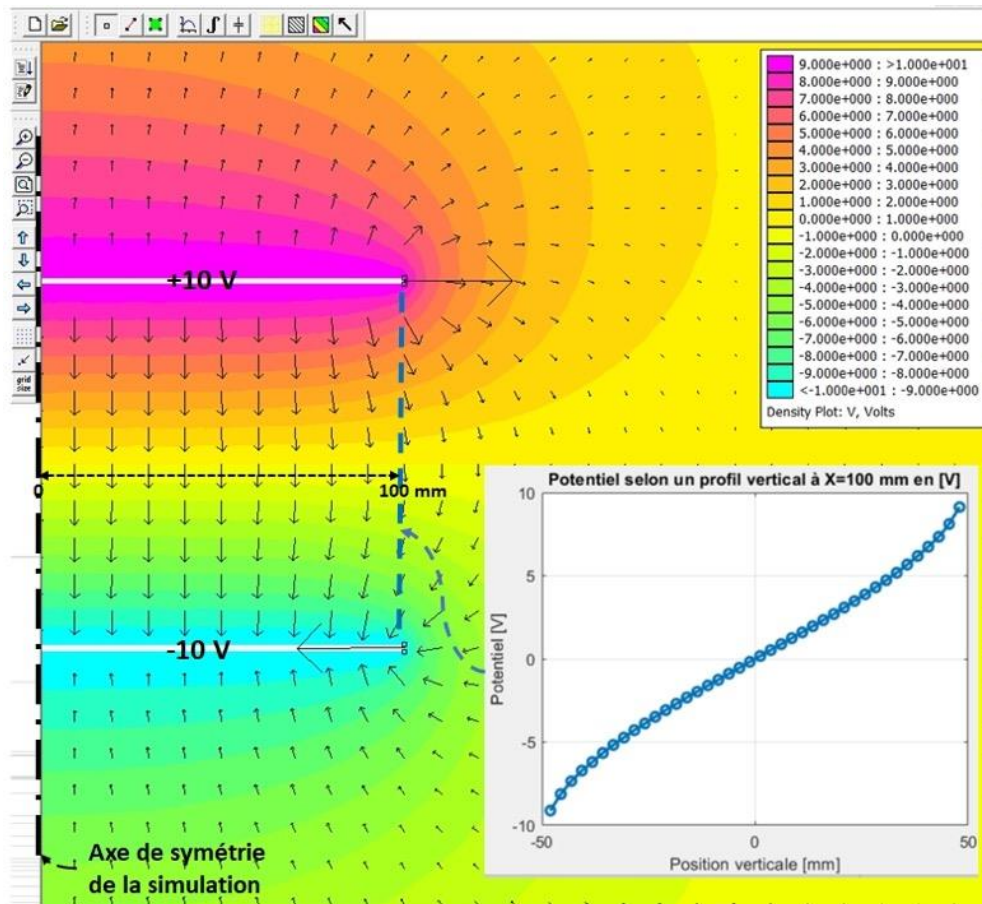 9.000e+000 : >1.000e+001
8.000e+000 : 9.000e+000
7.000e+000 : 8.000e+000
6.000e+000 : 7.000e+000
5.000e+000 : 6.000e+000
4.000e+000 : 5.000e+000
3.000e+000 : 4.000e+000
2.000e+000 : 3.000e+000
1.000e+000 : 2.000e+000
0.000e+000 : 1.000e+000
-1.000e+000 : 0.000e+000
-2.000e+000 : -1.000e+000
-3.000e+000 : -2.000e+000
-4.000e+000 : -3.000e+000
-5.000e+000 : -4.000e+000
-6.000e+000 : -5.000e+000
-7.000e+000 : -6.000e+000
-8.000e+000 : -7.000e+000
-9.000e+000 : -8.000e+000
<-1.000e+001 : -9.000e+000
Density Plot: V, Volts
grid
size
+10 V
0
100 mm
-10 V
Axe de symétrie
de la simulation
Potentiel selon un profil vertical à X=100 mm en [V]
10
5
0
-5
-10
Potentiel [V]
-50
0
50
Position verticale [mm]